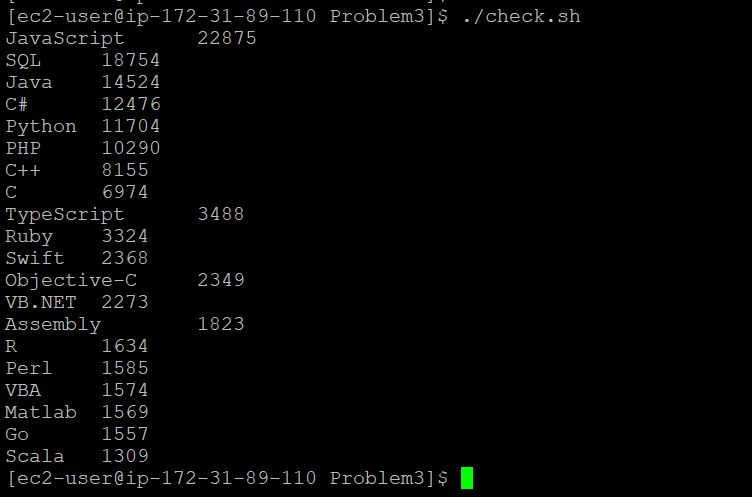 [ec2-user@ip-172-31-89-110 Problem3]$ ./check.sh
JavaScript      22875
SQL     18754
Java    14524
C#      12476
Python  11704
PHP     10290
C++     8155
C       6974
TypeScript      3488
Ruby    3324
Swift   2368
Objective-C     2349
VB.NET  2273
Assembly        1823
R       1634
Perl    1585
VBA     1574
Matlab  1569
Go      1557
Scala   1309
[ec2-user@ip-172-31-89-110 Problem3]$